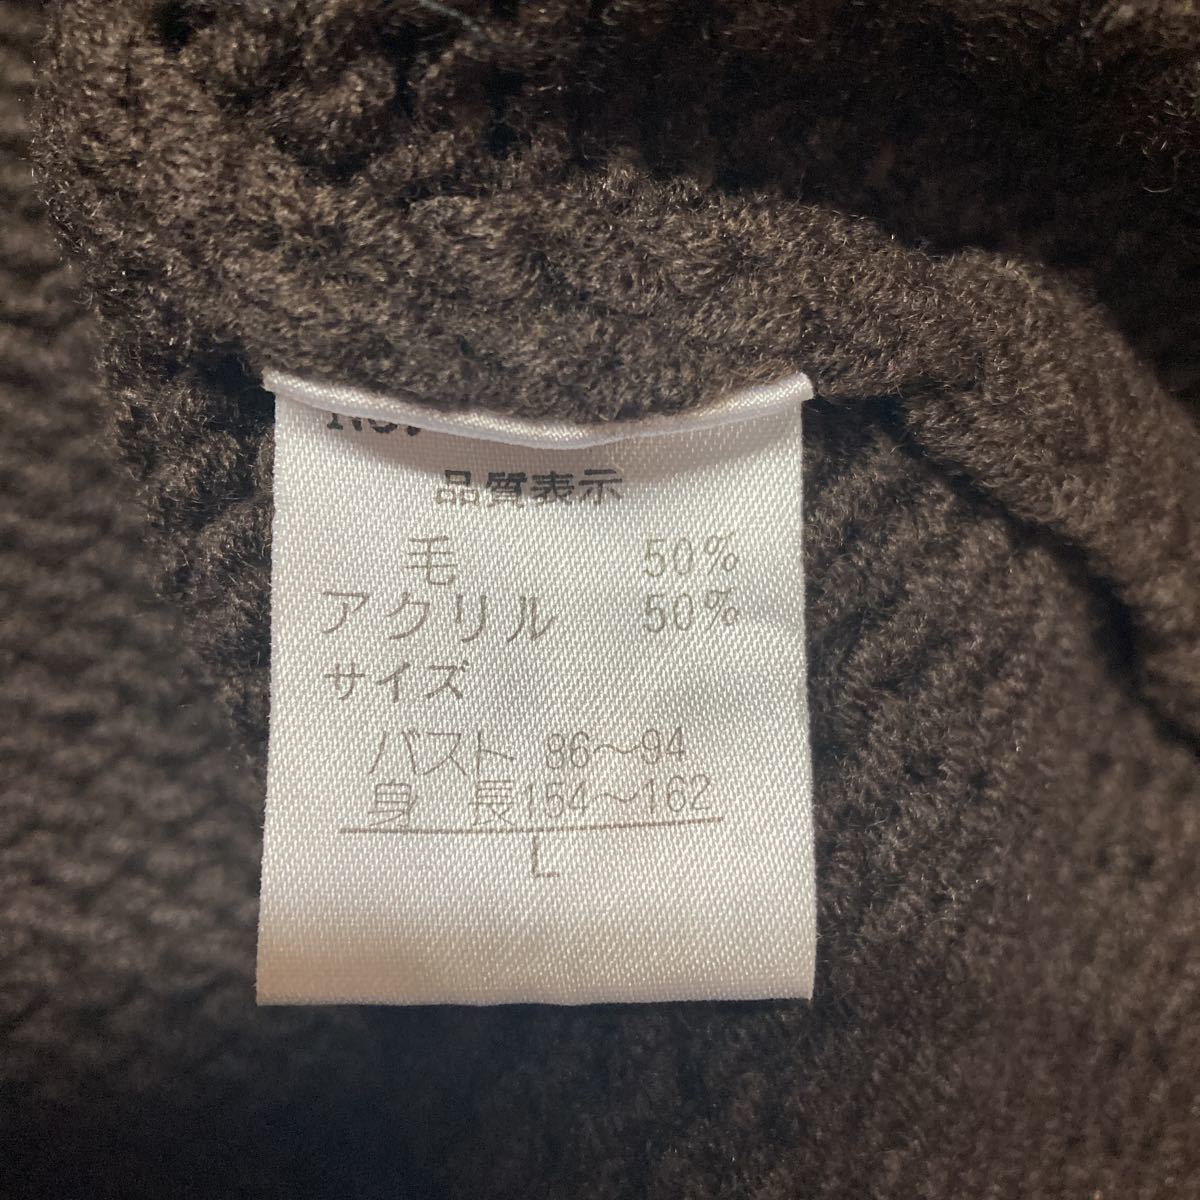 品質表示
毛 50%
アクリル 50%
サイズ
バスト 86〜94
身 長154〜162
L